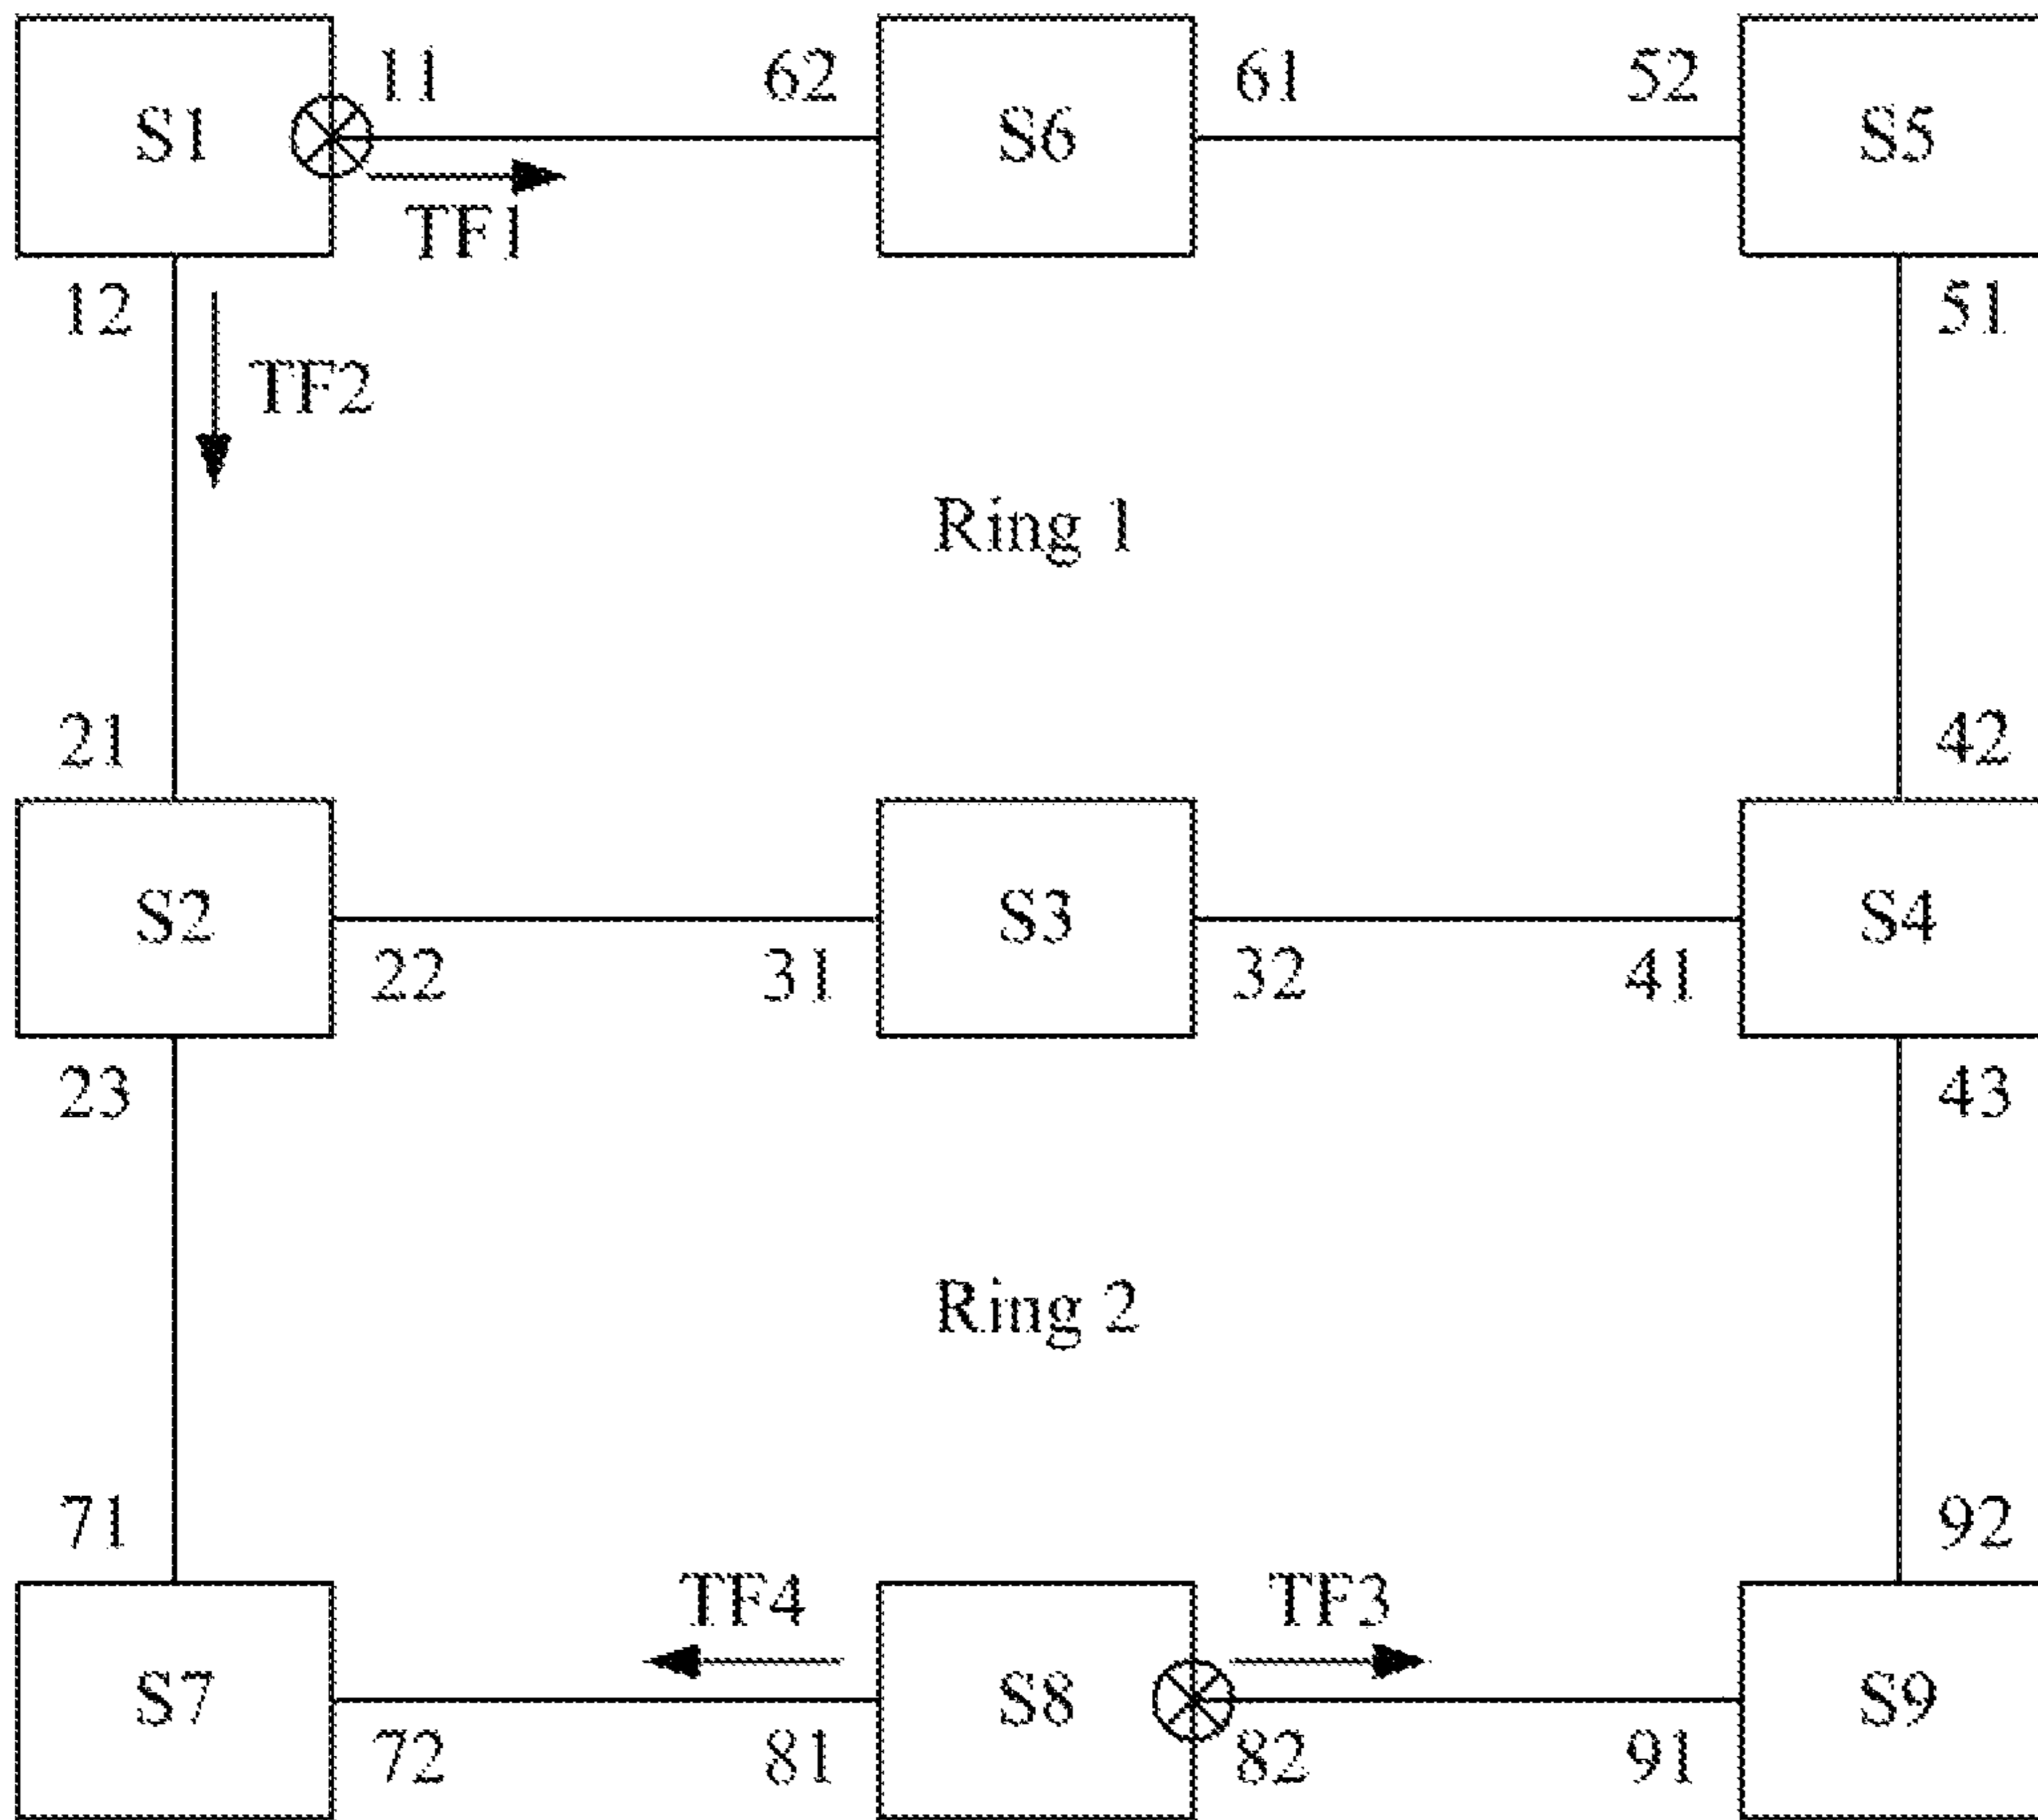 11 62 61 52
S1 S6 S5
TF1
12 51
TF2
Ring 1
21 42
S2 S3 S4
22 31 32 41
23 43
Ring 2
71 92
TF4 TF3
S7 S8 S9
72 81 82 91